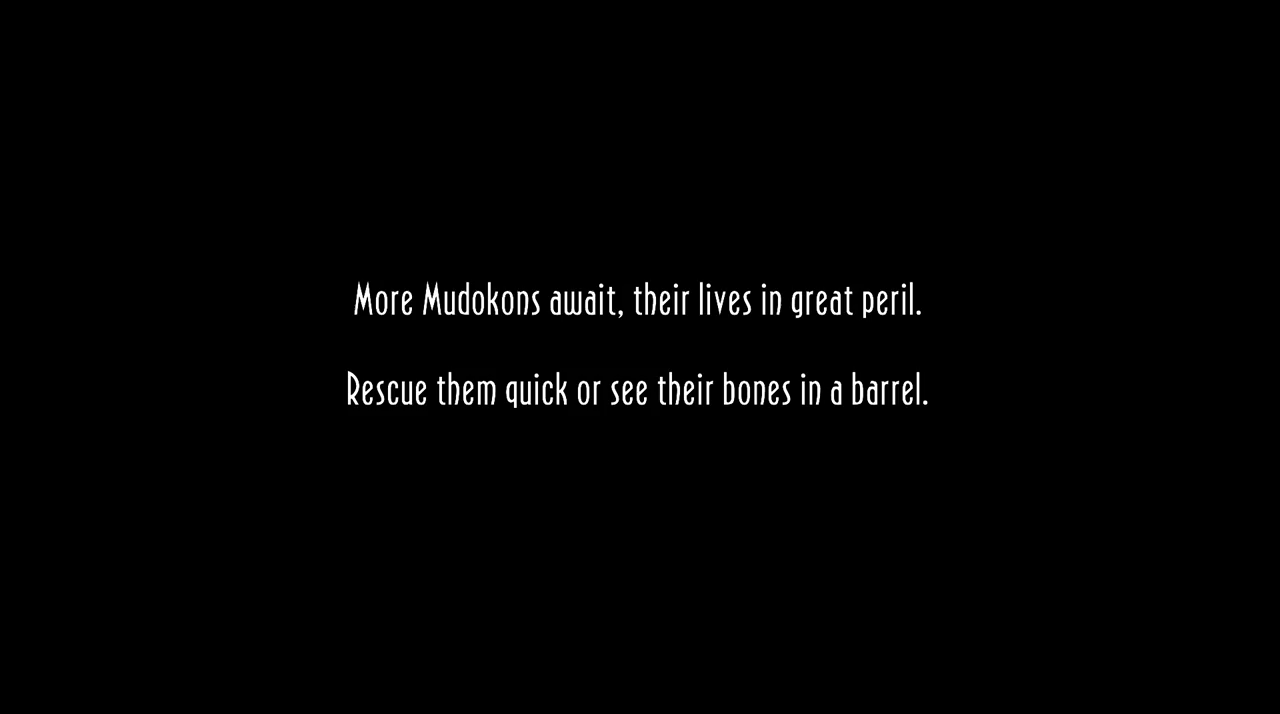 More Mudokons await, their lives in great peril.
Rescue them quick or see their bones in a barrel.